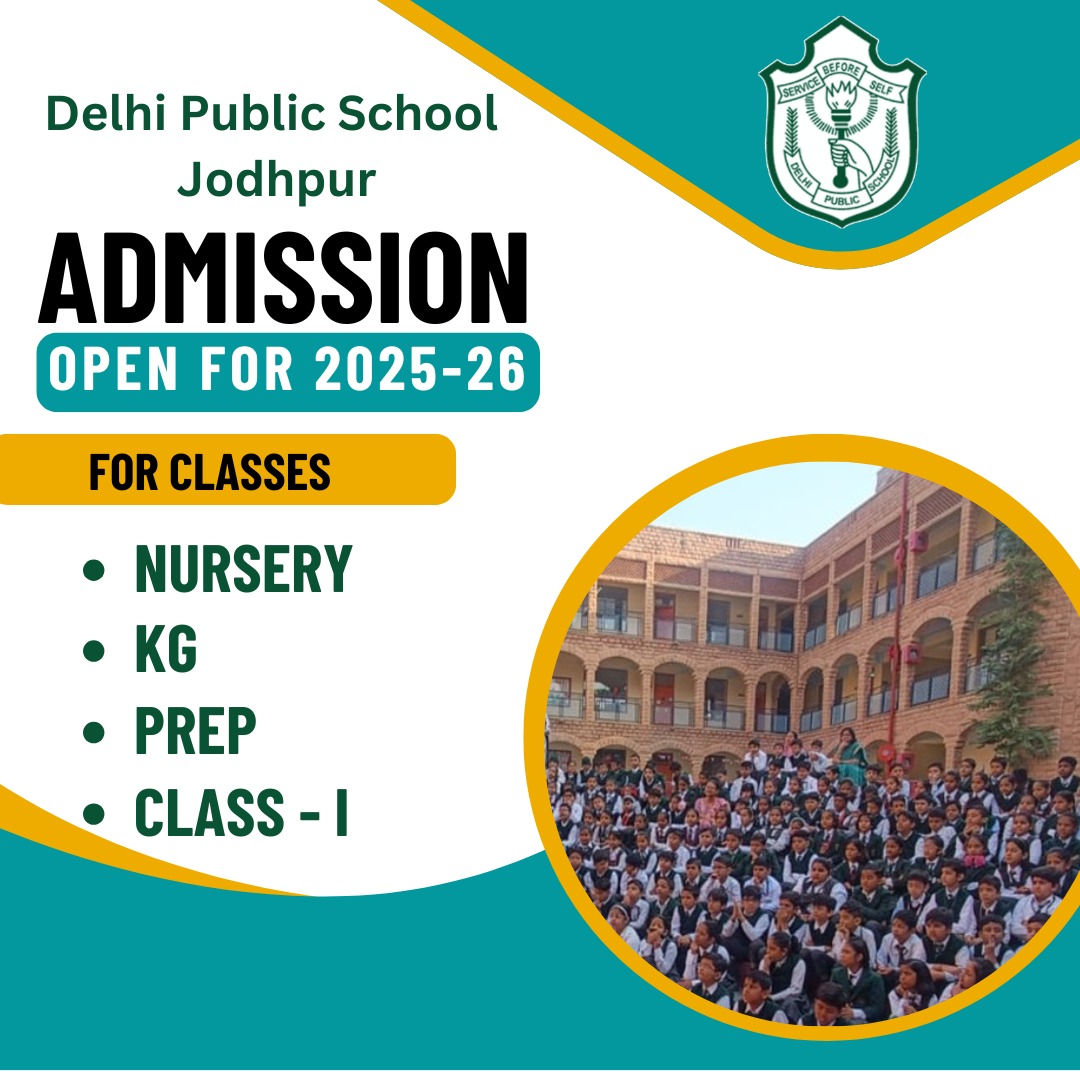 Delhi Public School
Jodhpur
ADMISSION
OPEN FOR 2025-26
FOR CLASSES
• NURSERY
• KG
• PREP
• CLASS - I
SERVICE BEFORE SELF
DELHI PUBLIC SCHOOL